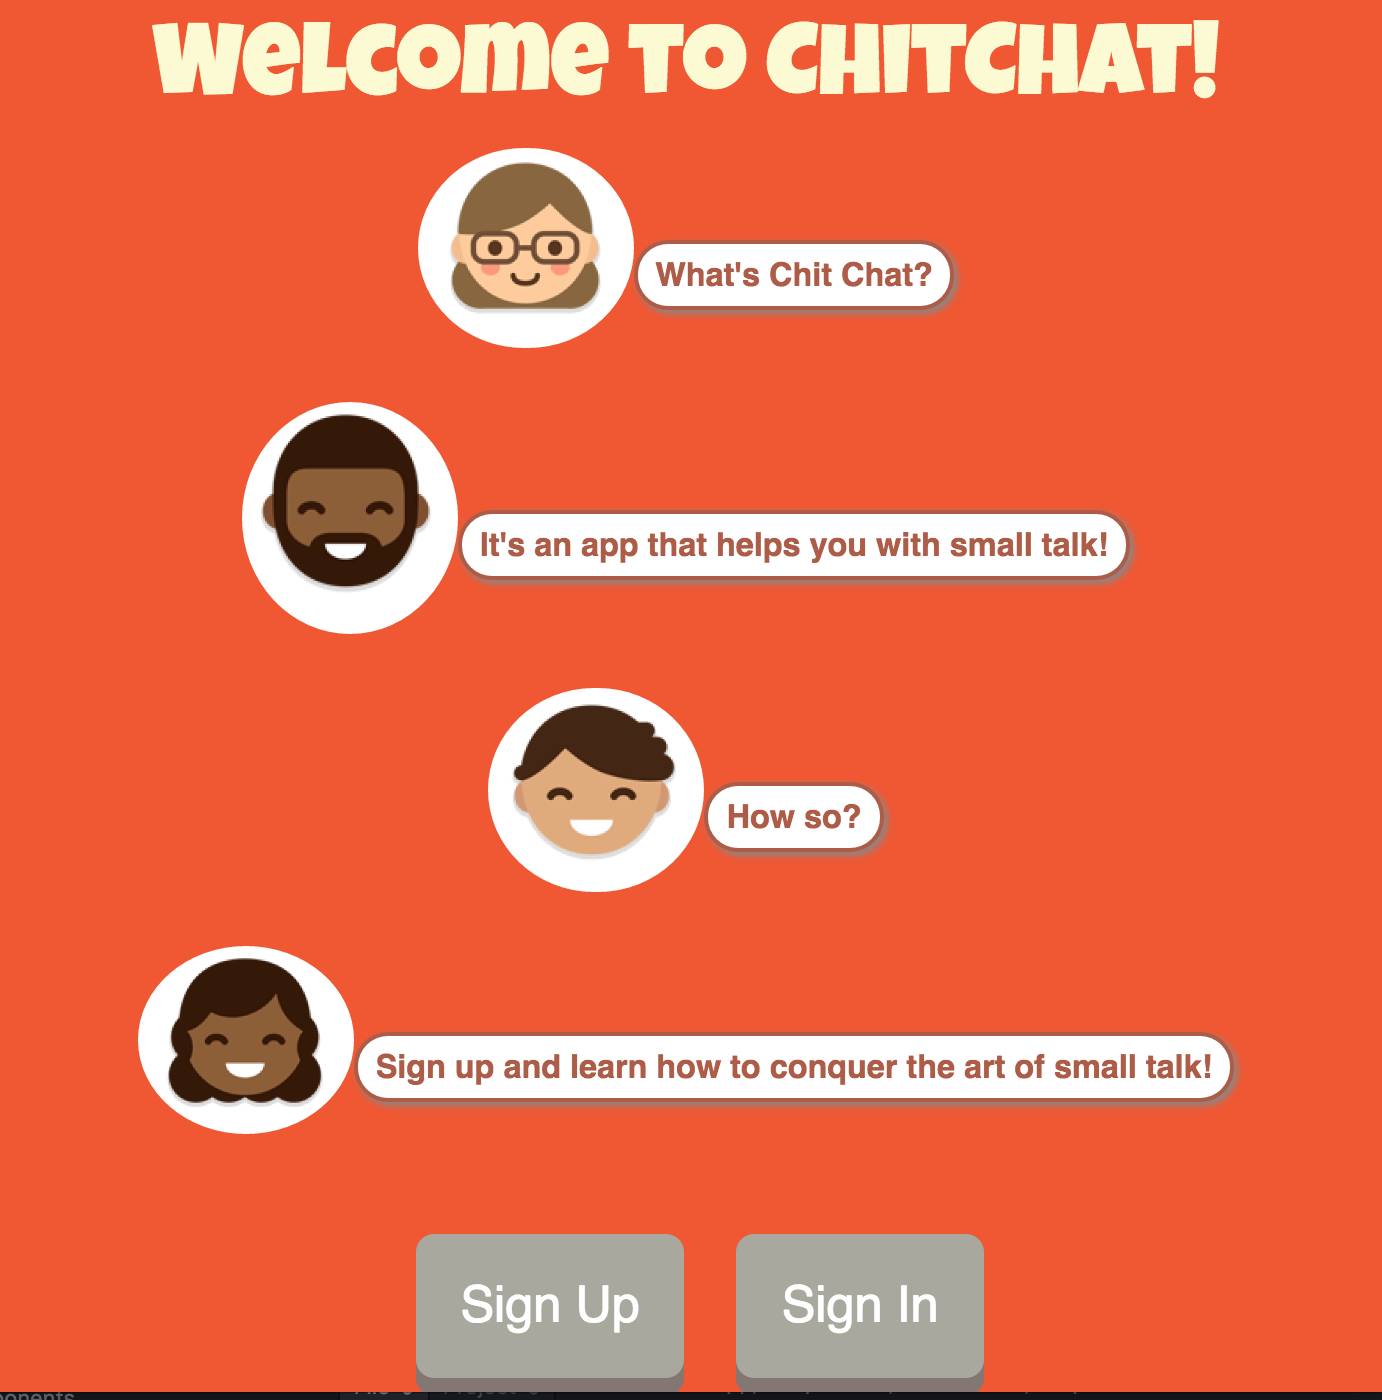 Welcome to ChitChat!
What's Chit Chat?
It's an app that helps you with small talk!
How so?
Sign up and learn how to conquer the art of small talk!
Sign Up Sign In